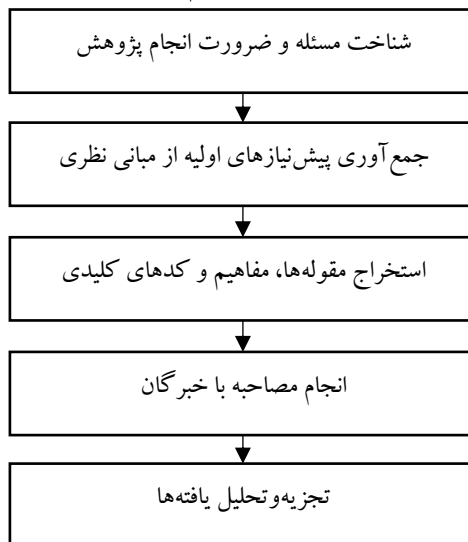 شناخت مسئله و ضرورت انجام پژوهش
جمع‌آوری پیش‌نیازهای اولیه از مبانی نظری
استخراج مقوله‌ها، مفاهیم و کدهای کلیدی
انجام مصاحبه با خبرگان
تجزیه‌وتحلیل یافته‌ها